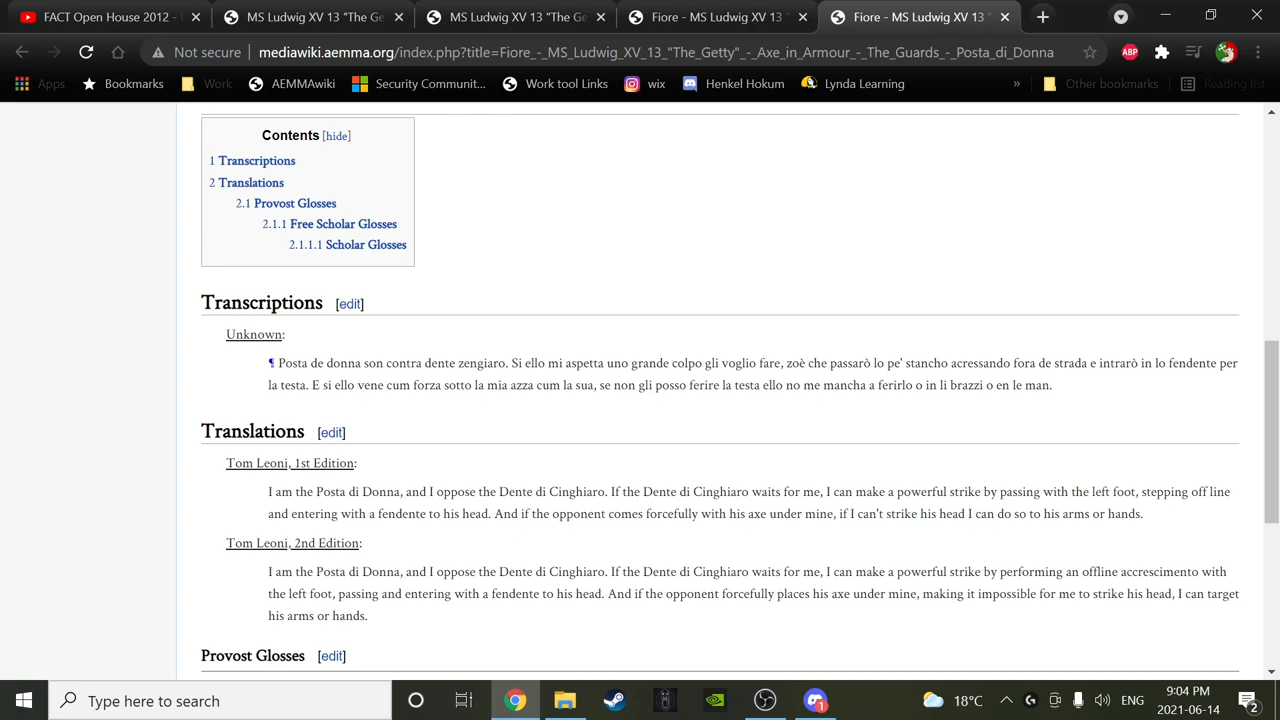 FACT Open House 2012 -
MS Ludwig XV 13 "The Ge
MS Ludwig XV 13 "The Ge
Fiore - MS Ludwig XV 13 "
Fiore - MS Ludwig XV 13 "
Not secure | mediawiki.aemma.org/index.php?title=Fiore_-_MS_Ludwig_XV_13_"The_Getty"_-_Axe_in_Armour_-_The_Guards_-_Posta_di_Donna
ABP
Apps Bookmarks Work AEMMAwiki Security Communit... Work tool Links wix Henkel Hokum Lynda Learning » Other bookmarks Reading list
Contents [hide]
1 Transcriptions
2 Translations
2.1 Provost Glosses
2.1.1 Free Scholar Glosses
2.1.1.1 Scholar Glosses
Transcriptions [edit]
Unknown:
¶ Posta de donna son contra dente zengiaro. Si ello mi aspetta uno grande colpo gli voglio fare, zoè che passarò lo pe' stancho acressando fora de strada e intrarò in lo fendente per
la testa. E si ello vene cum forza sotto la mia azza cum la sua, se non gli posso ferire la testa ello no me mancha a ferirlo o in li brazzi o en le man.
Translations [edit]
Tom Leoni, 1st Edition:
I am the Posta di Donna, and I oppose the Dente di Cinghiaro. If the Dente di Cinghiaro waits for me, I can make a powerful strike by passing with the left foot, stepping off line
and entering with a fendente to his head. And if the opponent comes forcefully with his axe under mine, if I can't strike his head I can do so to his arms or hands.
Tom Leoni, 2nd Edition:
I am the Posta di Donna, and I oppose the Dente di Cinghiaro. If the Dente di Cinghiaro waits for me, I can make a powerful strike by performing an offline accrescimento with
the left foot, passing and entering with a fendente to his head. And if the opponent forcefully places his axe under mine, making it impossible for me to strike his head, I can target
his arms or hands.
Provost Glosses [edit]
Type here to search
1
18°C
ENG
9:04 PM
2021-06-14
2